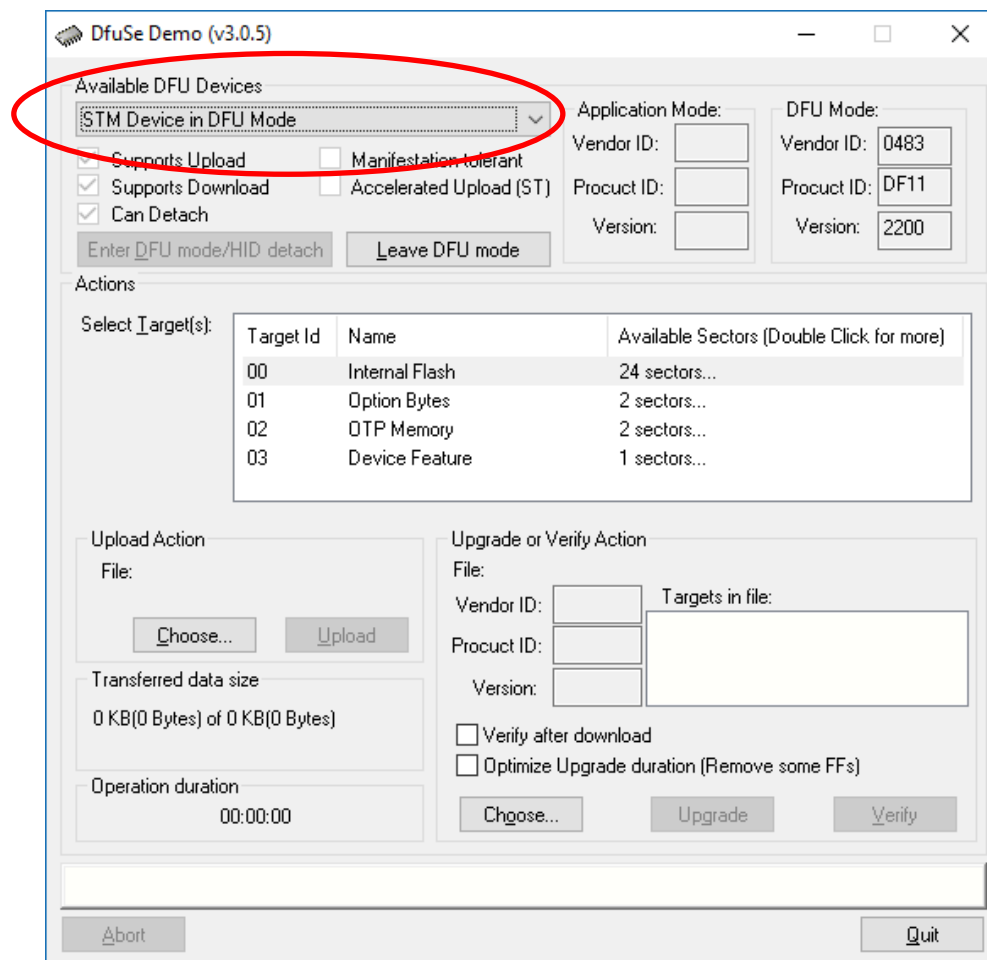 DfuSe Demo (v3.0.5)
Available DFU Devices
STM Device in DFU Mode
Supports Upload
Manifestation tolerant
Supports Download
Accelerated Upload (ST)
Can Detach
Enter DFU mode/HID detach
Leave DFU mode
Application Mode:
Vendor ID:
Procuct ID:
Version:
DFU Mode:
Vendor ID: 0483
Procuct ID: DF11
Version: 2200
Actions
Select Target(s):
Target Id Name Available Sectors (Double Click for more)
00 Internal Flash 24 sectors...
01 Option Bytes 2 sectors...
02 OTP Memory 2 sectors...
03 Device Feature 1 sectors...
Upload Action
File:
Choose... Upload
Transferred data size
0 KB(0 Bytes) of 0 KB(0 Bytes)
Operation duration
00:00:00
Upgrade or Verify Action
File:
Vendor ID:
Procuct ID:
Version:
Targets in file:
Verify after download
Optimize Upgrade duration (Remove some FFs)
Choose... Upgrade Verify
Abort Quit